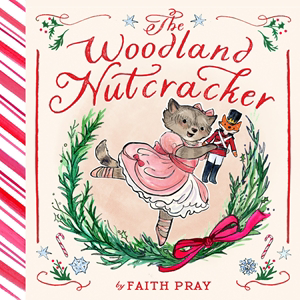 The
Woodland
Nutcracker
by FAITH PRAY